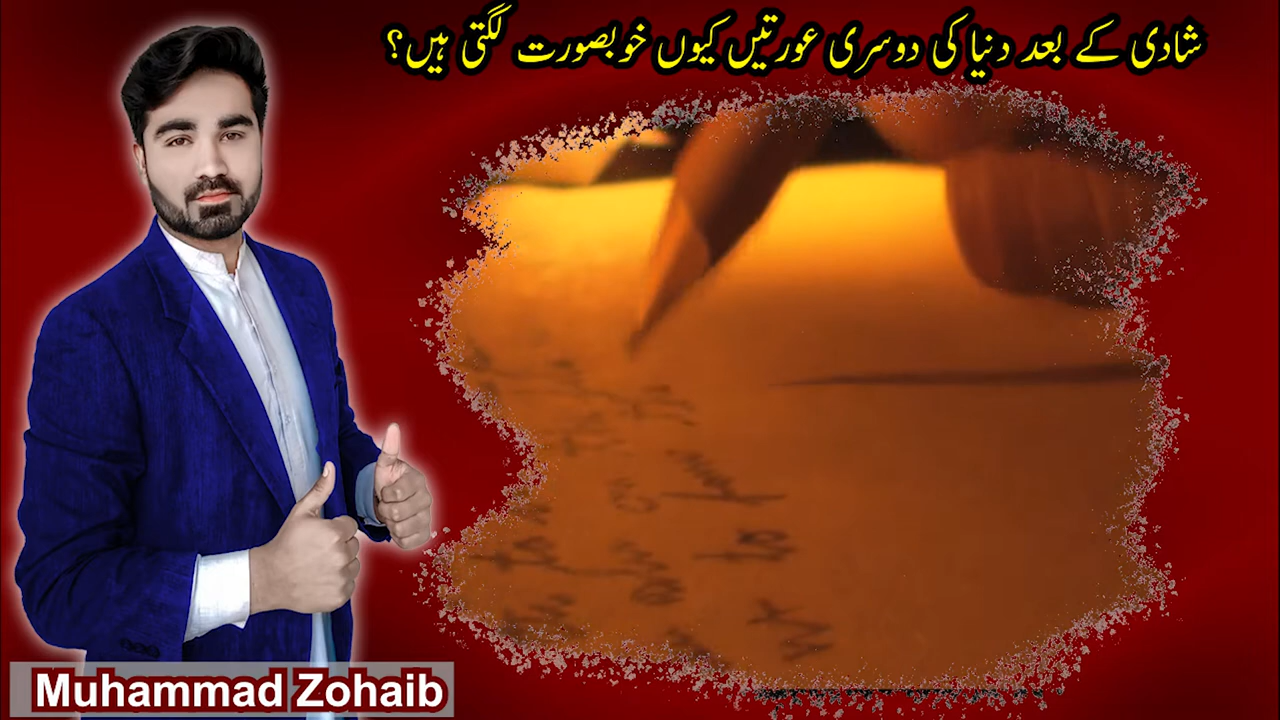 شادی کے بعد دنیا کی دوسری عورتیں کیوں خوبصورت لگتی ہیں؟
Muhammad Zohaib